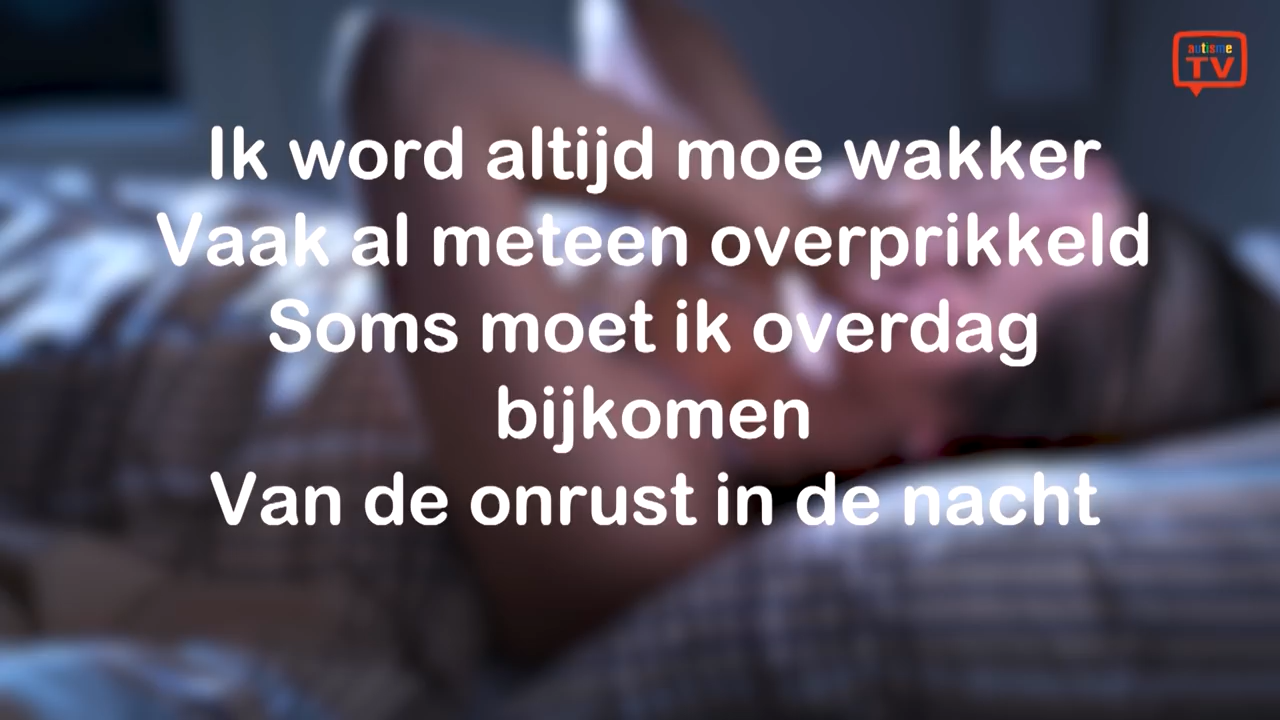 autisme
TV
Ik word altijd moe wakker
Vaak al meteen overprikkeld
Soms moet ik overdag
bijkomen
Van de onrust in de nacht